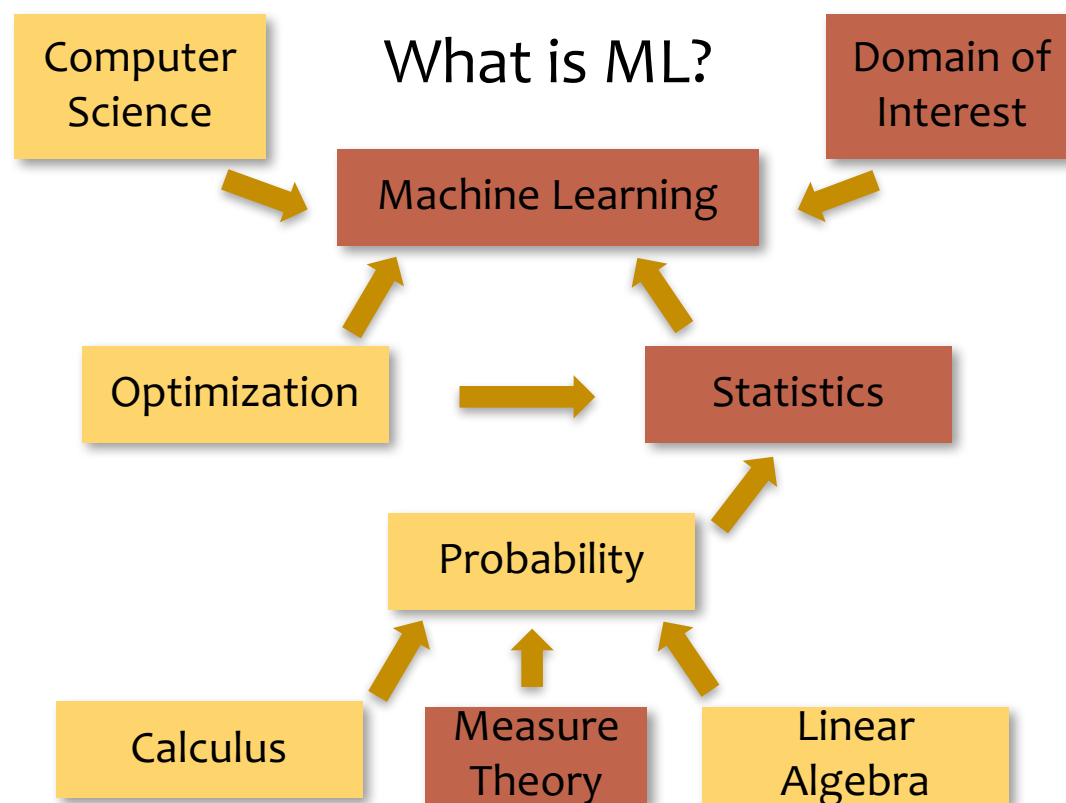 Computer
Science
What is ML?
Domain of
Interest
Machine Learning
Optimization
Statistics
Probability
Calculus
Measure
Theory
Linear
Algebra